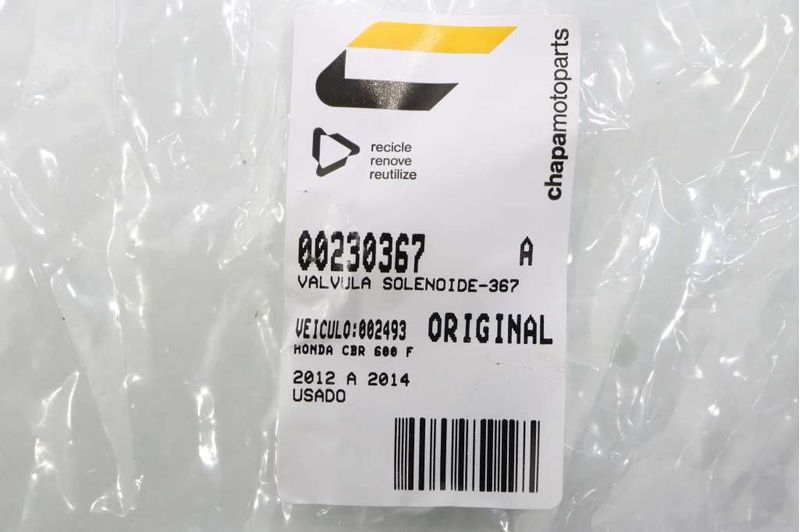 chapamotoparts
recicle
renove
reutilize
00230367 A
VALVULA SOLENOIDE-367
VEICULO:002493 ORIGINAL
HONDA CBR 600 F
2012 A 2014
USADO